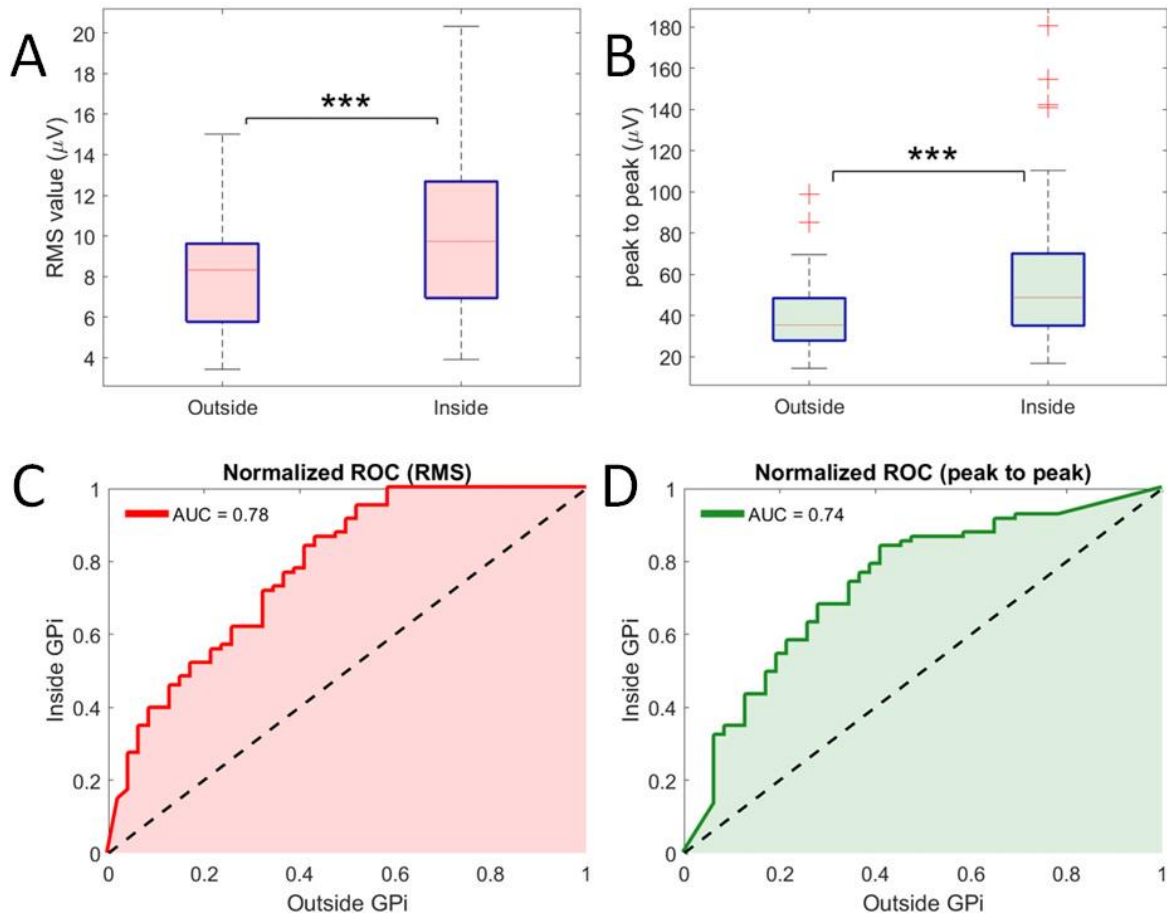 A
RMS value (μV)
20
18
16
14
12
10
8
6
4
***
Outside
Inside
B
peak to peak (μV)
180
160
140
120
100
80
60
40
20
***
Outside
Inside
C
Normalized ROC (RMS)
AUC = 0.78
Inside GPi
1
0.8
0.6
0.4
0.2
0
0
0.2
0.4
0.6
0.8
1
Outside GPi
D
Normalized ROC (peak to peak)
AUC = 0.74
Inside GPi
1
0.8
0.6
0.4
0.2
0
0
0.2
0.4
0.6
0.8
1
Outside GPi